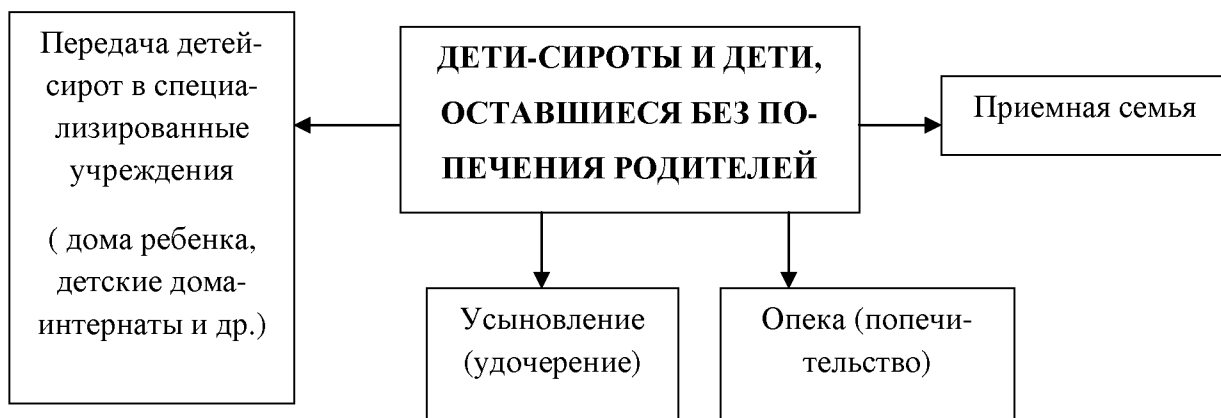 Передача детей-
сирот в специа-
лизированные
учреждения
( дома ребенка,
детские дома-
интернаты и др.)
ДЕТИ-СИРОТЫ И ДЕТИ,
ОСТАВШИЕСЯ БЕЗ ПО-
ПЕЧЕНИЯ РОДИТЕЛЕЙ
Приемная семья
Усыновление
(удочерение)
Опека (попечи-
тельство)